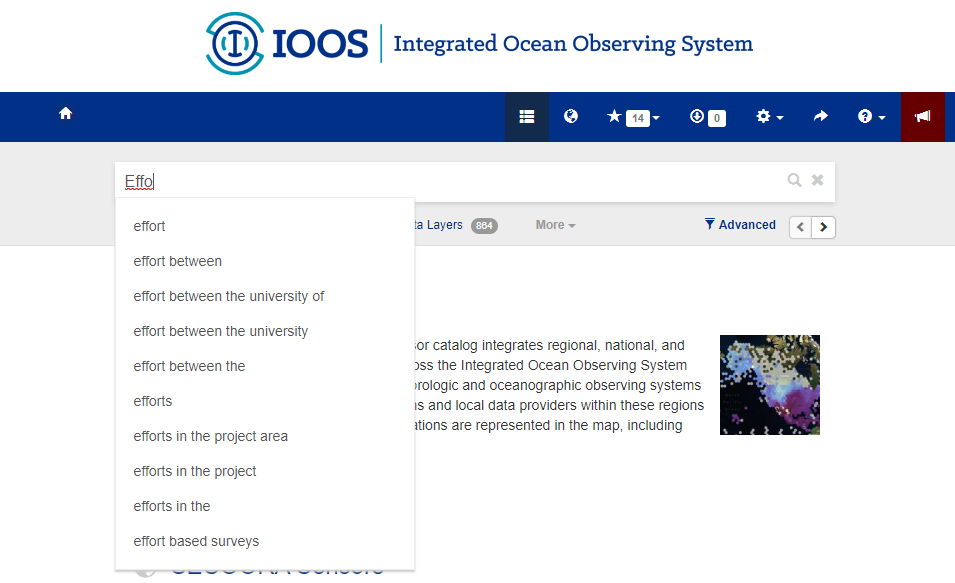 IOOS Integrated Ocean Observing System
14 0
Effo
ta Layers 864 More Advanced
effort
effort between
effort between the university of
effort between the university
effort between the
efforts
efforts in the project area
efforts in the project
efforts in the
effort based surveys
sor catalog integrates regional, national, and
oss the Integrated Ocean Observing System
orologic and oceanographic observing systems
ns and local data providers within these regions
ations are represented in the map, including